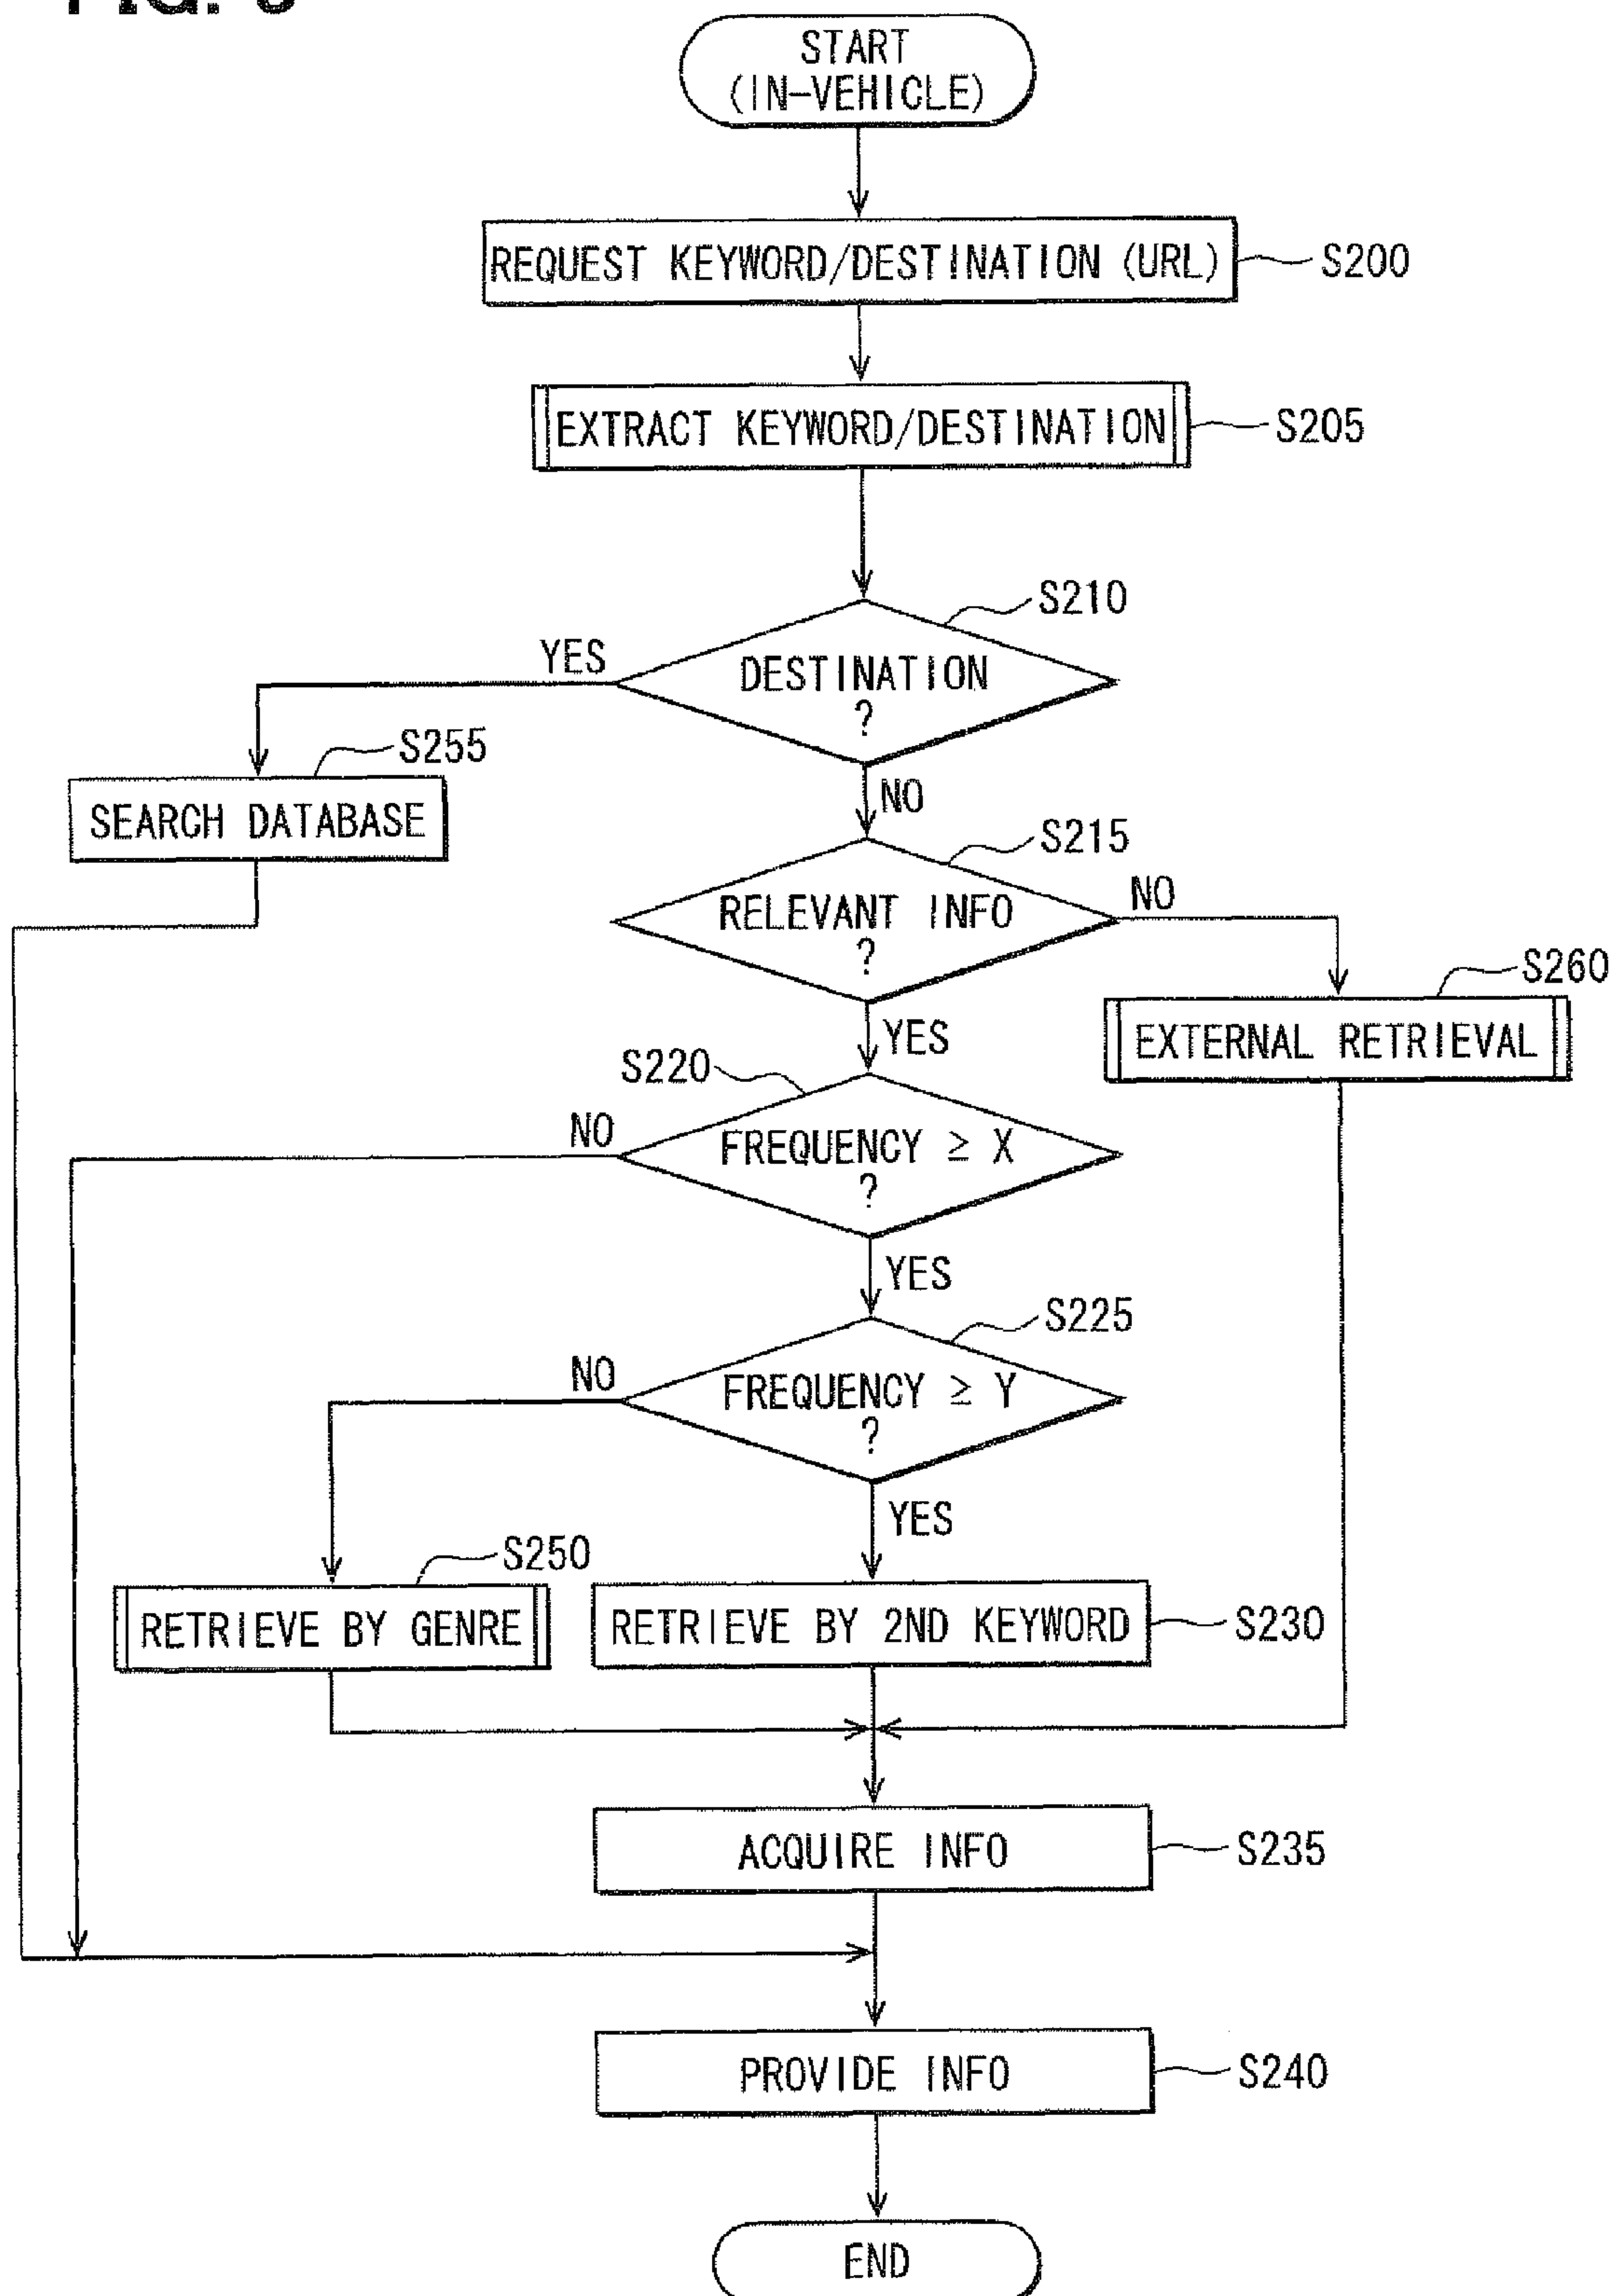 START
(IN-VEHICLE)
REQUEST KEYWORD/DESTINATION (URL)
S200
EXTRACT KEYWORD/DESTINATION
S205
S210
YES
DESTINATION
?
S255
NO
SEARCH DATABASE
S215
NO
RELEVANT INFO
?
S260
EXTERNAL RETRIEVAL
YES
S220
NO
FREQUENCY ≥ X
?
YES
S225
NO
FREQUENCY ≥ Y
?
YES
S250
RETRIEVE BY GENRE
RETRIEVE BY 2ND KEYWORD
S230
ACQUIRE INFO
S235
PROVIDE INFO
S240
END